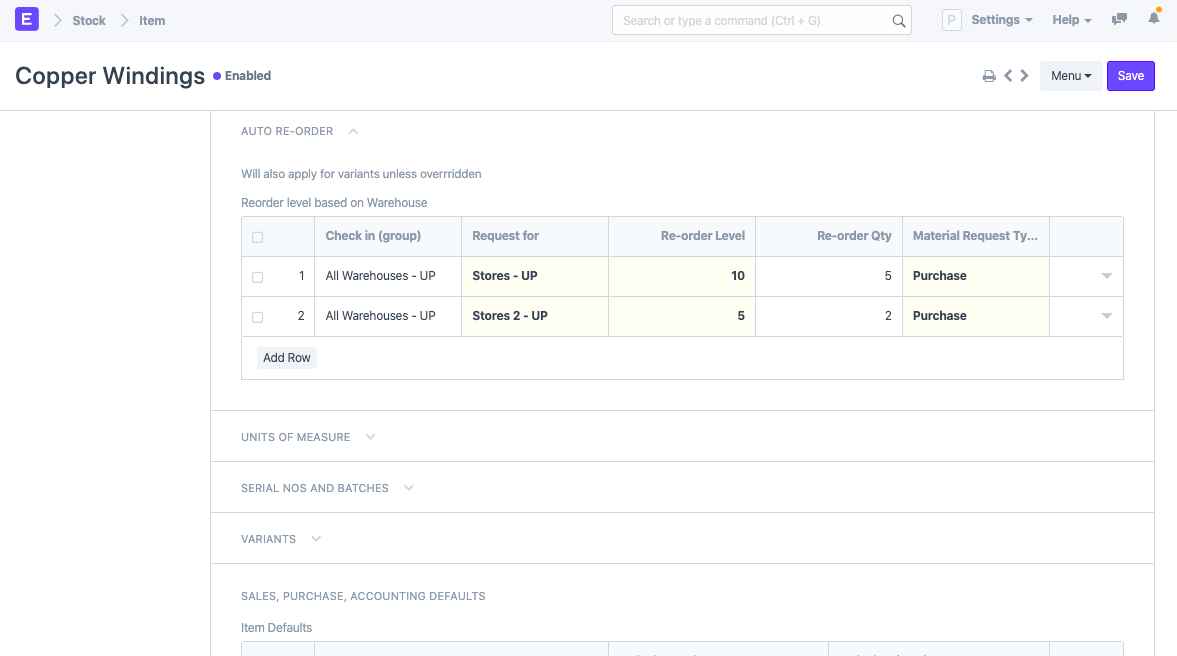 E Stock Item Search or type a command (Ctrl + G) P Settings Help
Copper Windings Enabled Menu Save
AUTO RE-ORDER
Will also apply for variants unless overrridden
Reorder level based on Warehouse
Check in (group) Request for Re-order Level Re-order Qty Material Request Ty...
1 All Warehouses - UP Stores - UP 10 5 Purchase
2 All Warehouses - UP Stores 2 - UP 5 2 Purchase
Add Row
UNITS OF MEASURE
SERIAL NOS AND BATCHES
VARIANTS
SALES, PURCHASE, ACCOUNTING DEFAULTS
Item Defaults